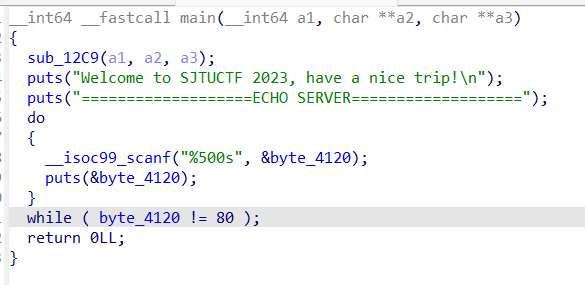 __int64 __fastcall main(__int64 a1, char **a2, char **a3)
{
sub_12C9(a1, a2, a3);
puts("Welcome to SJTUCTF 2023, have a nice trip!\n");
puts("===================ECHO SERVER===================");
do
{
__isoc99_scanf("%500s", &byte_4120);
puts(&byte_4120);
}
while ( byte_4120 != 80 );
return 0LL;
}